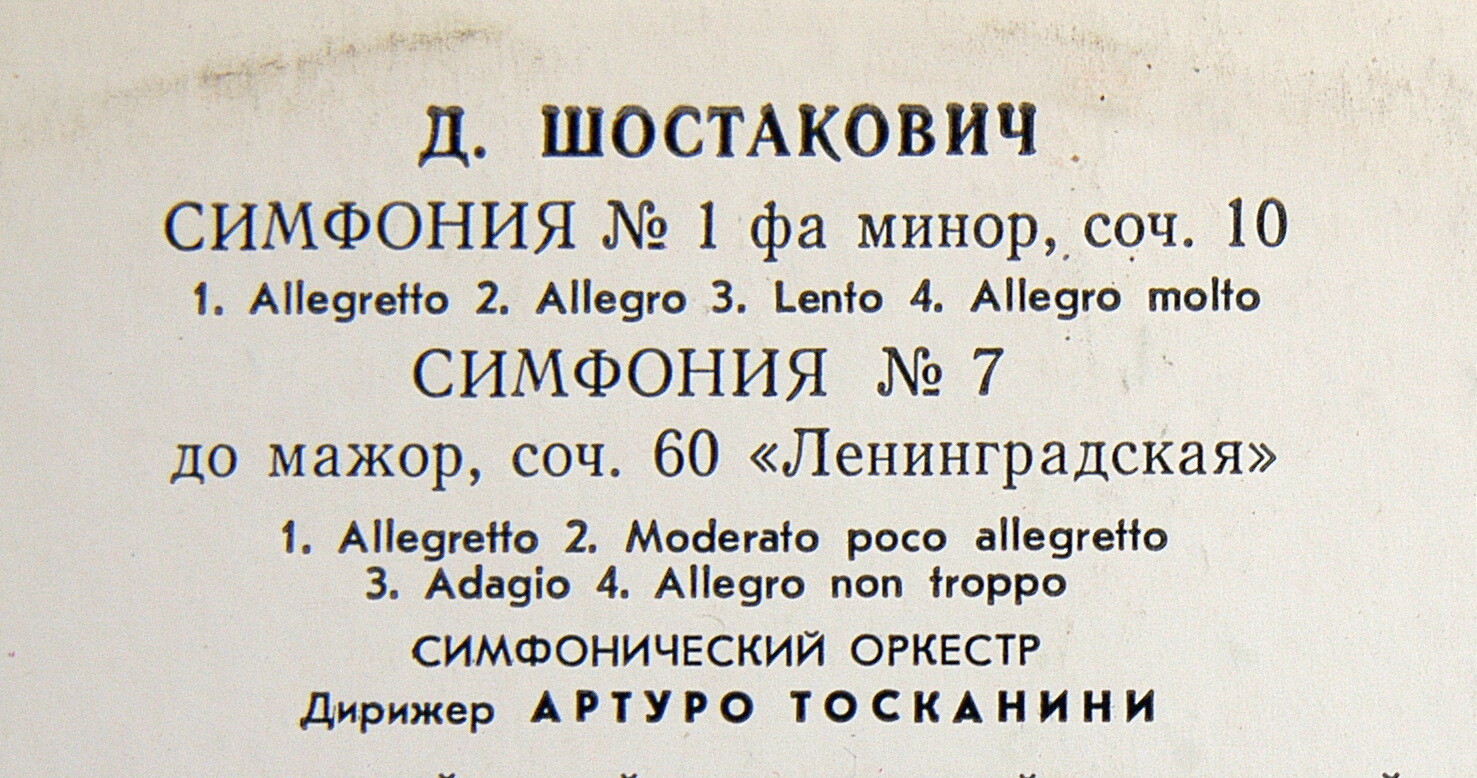 Д. ШОСТАКОВИЧ
СИМФОНИЯ № 1 фа минор, соч. 10
1. Allegretto 2. Allegro 3. Lento 4. Allegro molto
СИМФОНИЯ № 7
до мажор, соч. 60 «Ленинградская»
1. Allegretto 2. Moderato poco allegretto
3. Adagio 4. Allegro non troppo
СИМФОНИЧЕСКИЙ ОРКЕСТР
Дирижер АРТУРО ТОСКАНИНИ